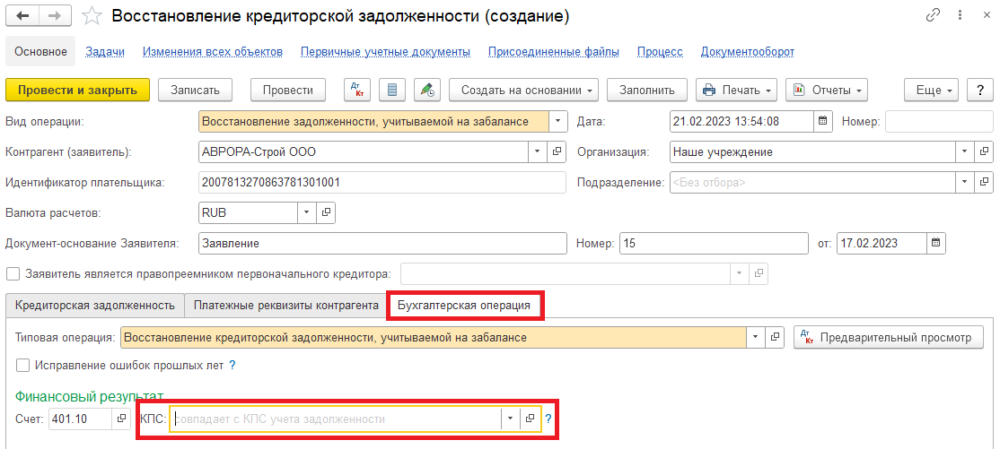 Восстановление кредиторской задолженности (создание)
Основное Задачи Изменения всех объектов Первичные учетные документы Присоединенные файлы Процесс Документооборот
Провести и закрыть Записать Провести Дт Кт Создать на основании Заполнить Печать Отчеты Еще ?
Вид операции: Восстановление задолженности, учитываемой на забалансе Дата: 21.02.2023 13:54:08 Номер:
Контрагент (заявитель): АВРОРА-Строй ООО Организация: Наше учреждение
Идентификатор плательщика: 2007813270863781301001 Подразделение: <Без отбора>
Валюта расчетов: RUB
Документ-основание Заявителя: Заявление Номер: 15 от: 17.02.2023
Заявитель является правопреемником первоначального кредитора:
Кредиторская задолженность Платежные реквизиты контрагента Бухгалтерская операция
Типовая операция: Восстановление кредиторской задолженности, учитываемой на забалансе Дт Кт Предварительный просмотр
Исправление ошибок прошлых лет ?
Финансовый результат
Счет: 401.10 КПС: совпадает с КПС учета задолженности ?